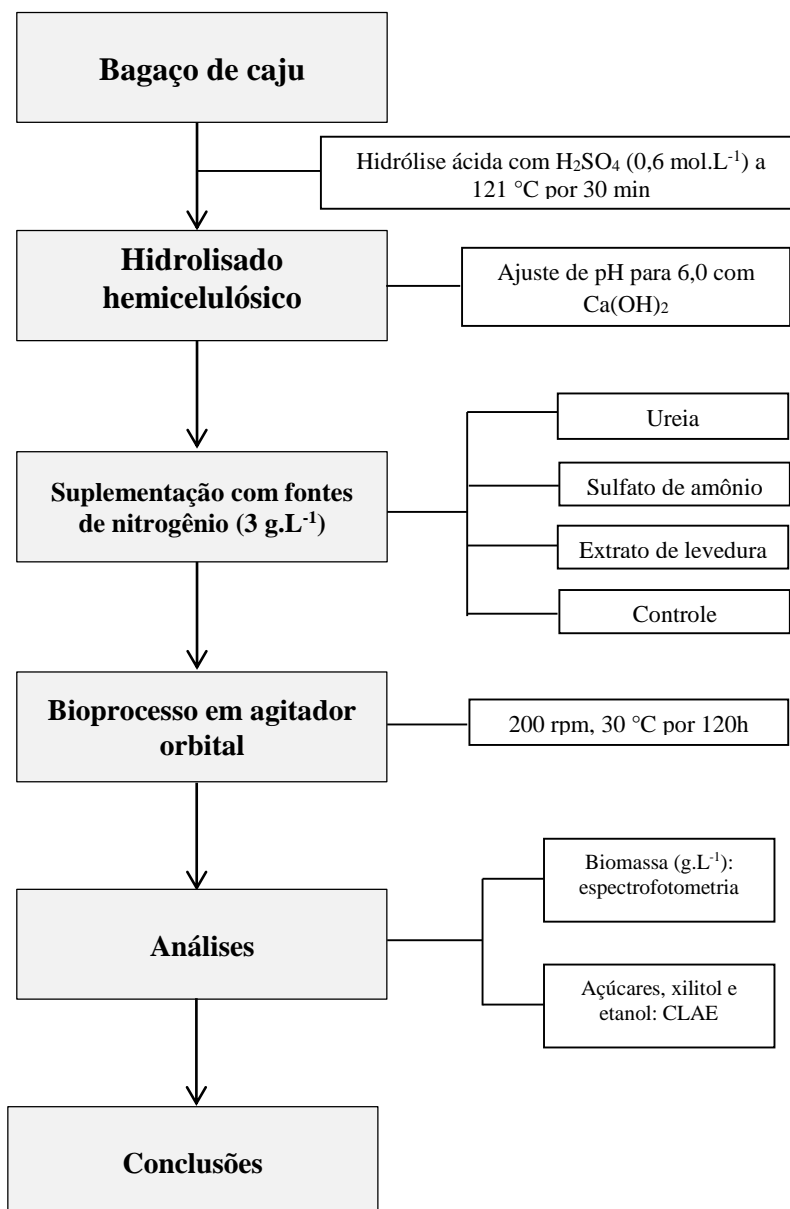 Bagaço de caju
Hidrólise ácida com H₂SO₄ (0,6 mol.L⁻¹) a
121 °C por 30 min
Hidrolisado
hemicelulósico
Ajuste de pH para 6,0 com
Ca(OH)₂
Suplementação com fontes
de nitrogênio (3 g.L⁻¹)
Ureia
Sulfato de amônio
Extrato de levedura
Controle
Bioprocesso em agitador
orbital
200 rpm, 30 °C por 120h
Análises
Biomassa (g.L⁻¹):
espectrofotometria
Açúcares, xilitol e
etanol: CLAE
Conclusões